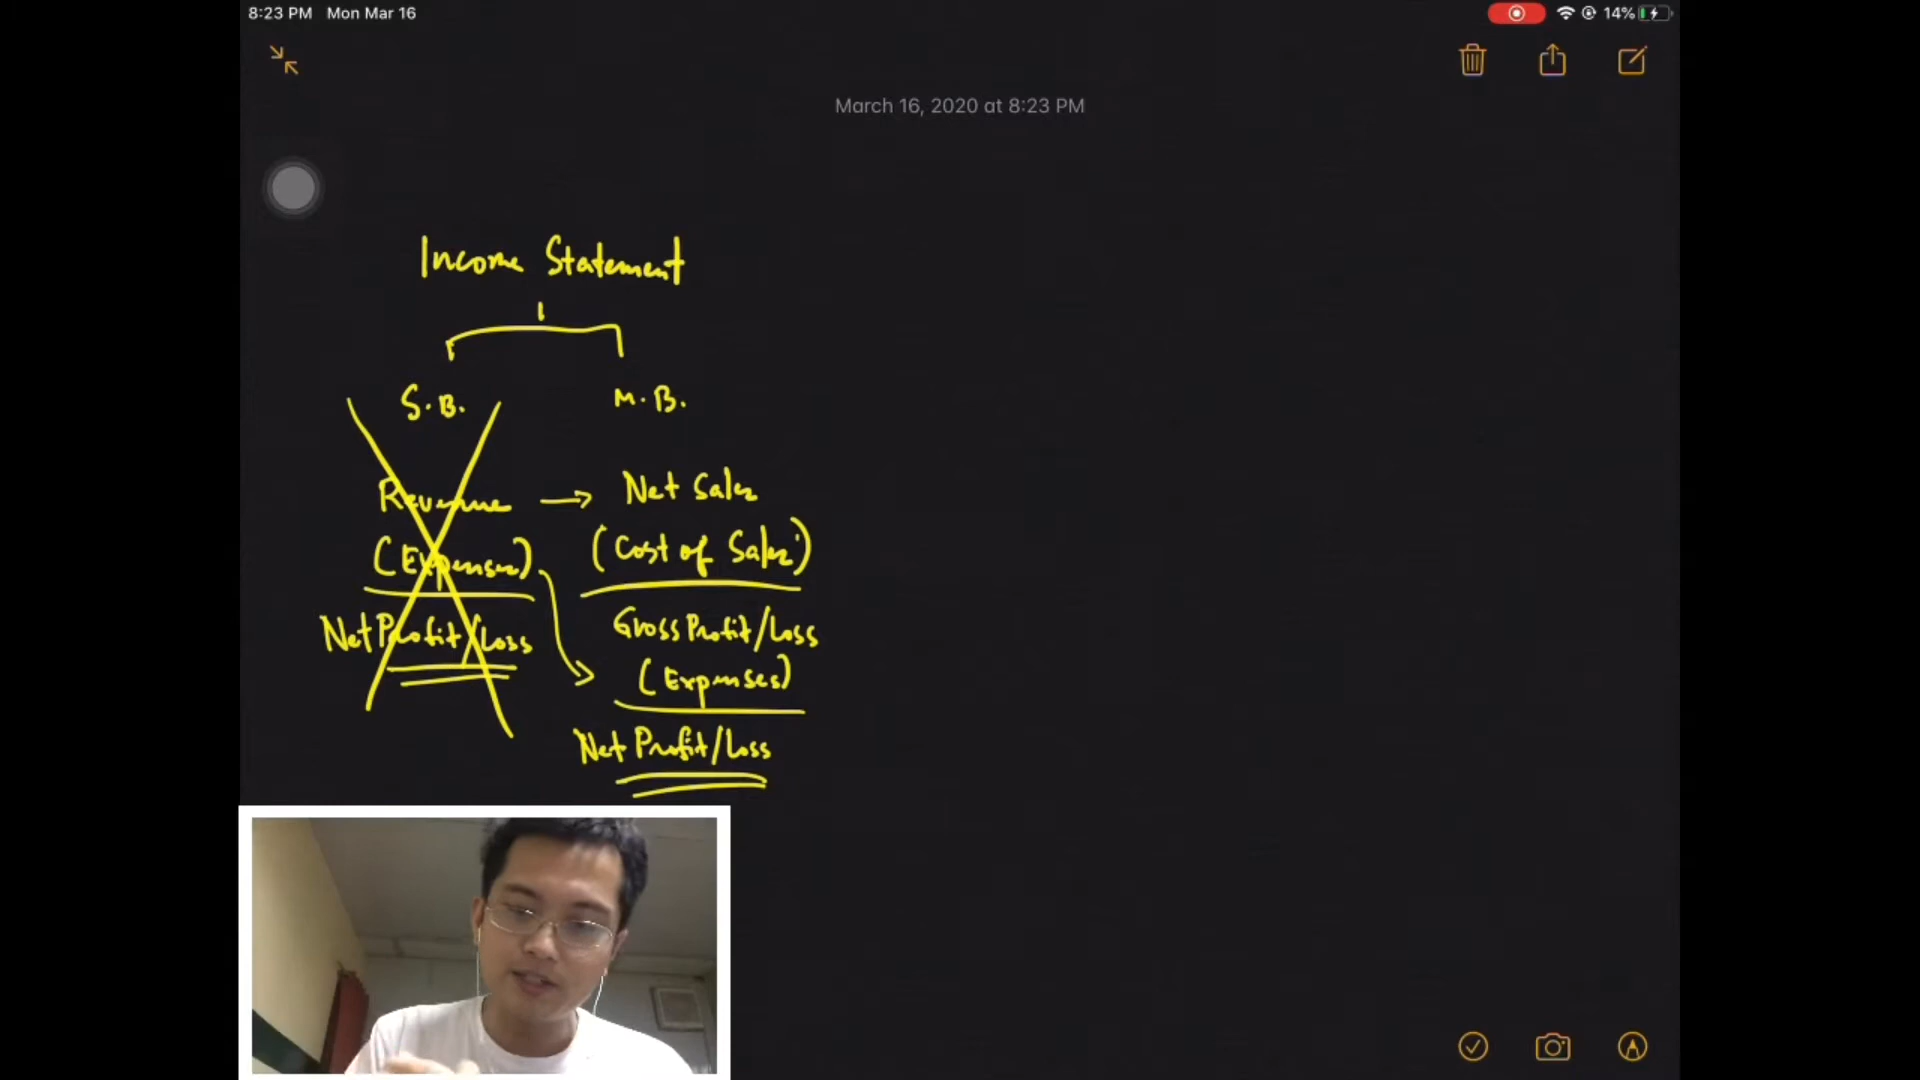 8:23 PM Mon Mar 16 14%
March 16, 2020 at 8:23 PM
Income Statement
S.B. M.B.
Revenue → Net Sales
(Expenses) (Cost of Sales)
Net Profit/Loss Gross Profit/Loss
(Expenses)
Net Profit/Loss